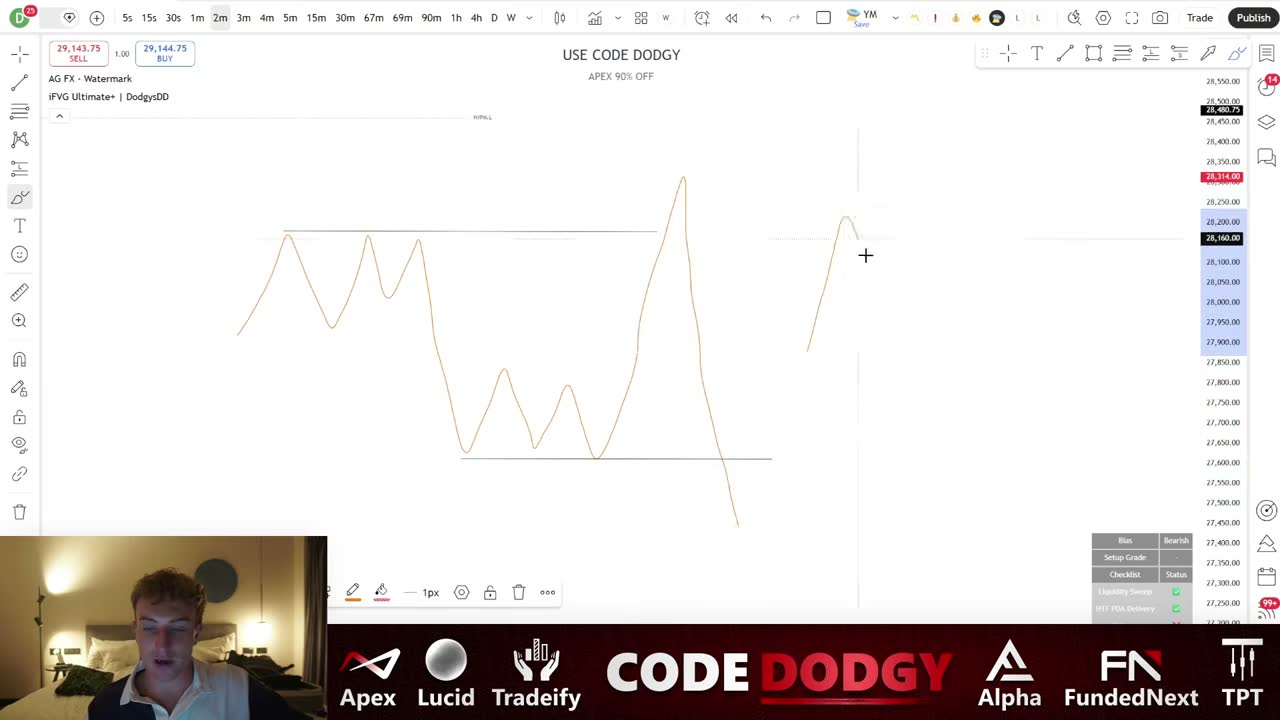 D 25 5s 15s 30s 1m 2m 3m 4m 5m 15m 30m 67m 69m 90m 1h 4h D W W YM Save L L Trade Publish
29,143.75 SELL 1.00 29,144.75 BUY
AG FX - Watermark
iFVG Ultimate+ | DodgysDD
USE CODE DODGY
APEX 90% OFF
14
28,550.00
28,500.00
28,480.75
28,450.00
28,400.00
28,350.00
28,314.00
28,250.00
28,200.00
28,160.00
28,100.00
28,050.00
28,000.00
27,950.00
27,900.00
27,850.00
27,800.00
27,750.00
27,700.00
27,650.00
27,600.00
27,550.00
27,500.00
27,450.00
27,400.00
27,350.00
27,300.00
27,250.00
Bias Bearish
Setup Grade -
Checklist Status
Liquidity Sweep
HTF PDA Delivery
99+
1px
Apex Lucid Tradeify CODE DODGY Alpha FundedNext TPT